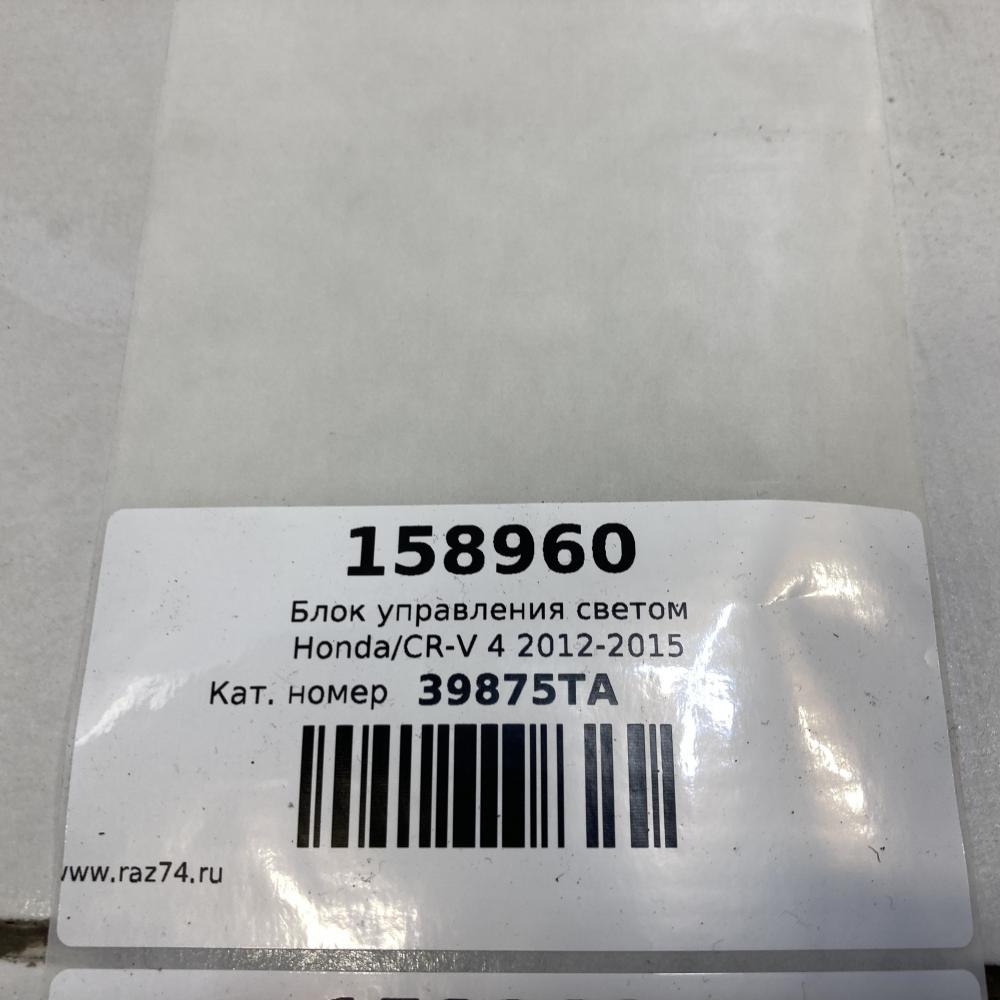 158960
Блок управления светом
Honda/CR-V 4 2012-2015
Кат. номер 39875TA
www.raz74.ru